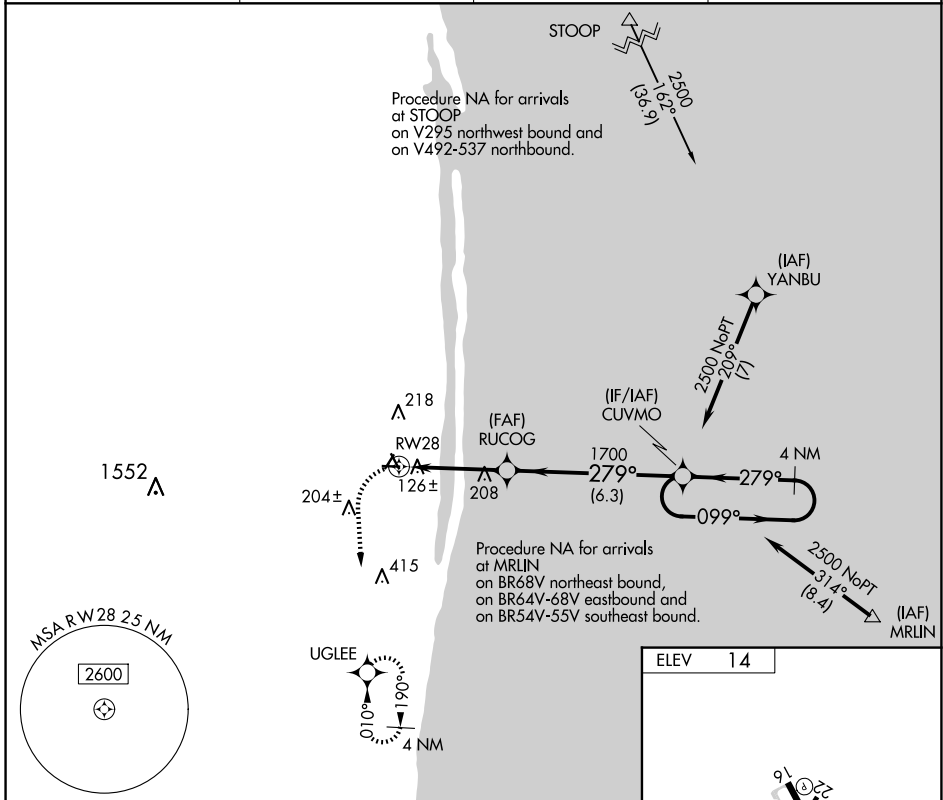 STOOP
2500
162°
(36.9)
Procedure NA for arrivals
at STOOP
on V295 northwest bound and
on V492-537 northbound.
(IAF)
YANBU
2500 NoPT
209°
(7)
(IF/IAF)
CUVMO
(FAF)
RUCOG
218
RW28
1700
279°
(6.3)
4 NM
279°
099°
1552
204±
126±
208
415
Procedure NA for arrivals
at MRLIN
on BR68V northeast bound,
on BR64V-68V eastbound and
on BR54V-55V southeast bound.
2500 NoPT
314°
(8.4)
(IAF)
MRLIN
MSA RW28 25 NM
2600
UGLEE
010°
190°
4 NM
ELEV 14
16
22
P